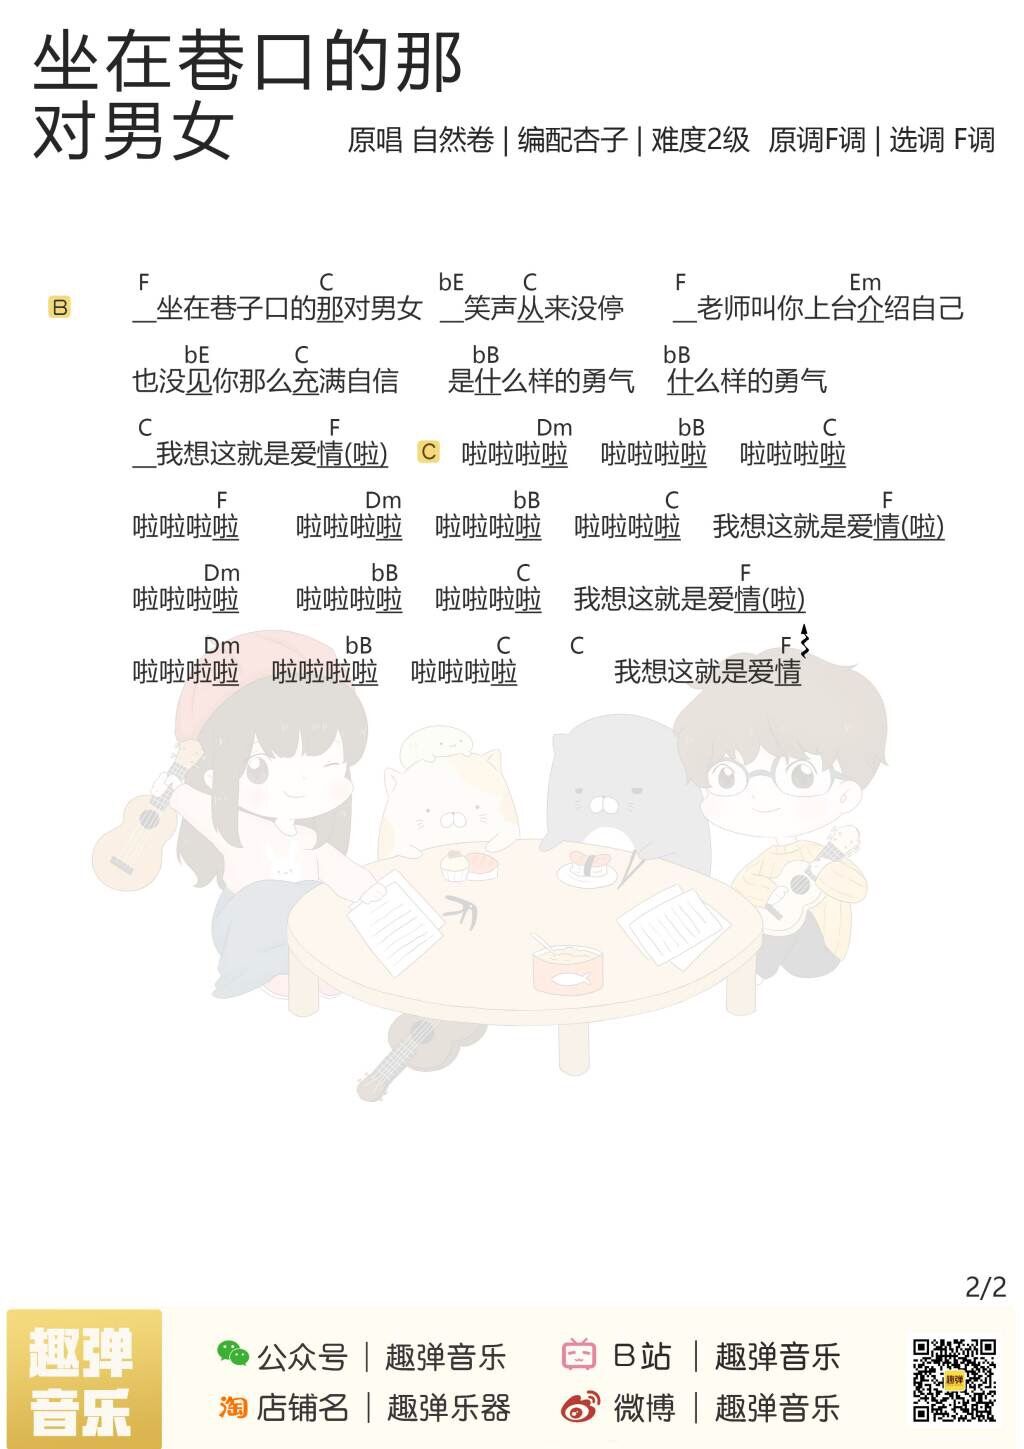 坐在巷口的那
对男女
原唱 自然卷 | 编配杏子 | 难度2级 原调F调 | 选调 F调
F C bE C F Em
B __坐在巷子口的那对男女 __笑声从来没停 __老师叫你上台介绍自己
bE C bB bB
也没见你那么充满自信 是什么样的勇气 什么样的勇气
C F Dm bB C
__我想这就是爱情(啦) C 啦啦啦啦 啦啦啦啦 啦啦啦啦
F Dm bB C F
啦啦啦啦 啦啦啦啦 啦啦啦啦 啦啦啦啦 我想这就是爱情(啦)
Dm bB C F
啦啦啦啦 啦啦啦啦 啦啦啦啦 我想这就是爱情(啦)
Dm bB C C F
啦啦啦啦 啦啦啦啦 啦啦啦啦 我想这就是爱情
2/2
趣弹
音乐
公众号 | 趣弹音乐 B站 | 趣弹音乐
淘 店铺名 | 趣弹乐器 微博 | 趣弹音乐
趣弹